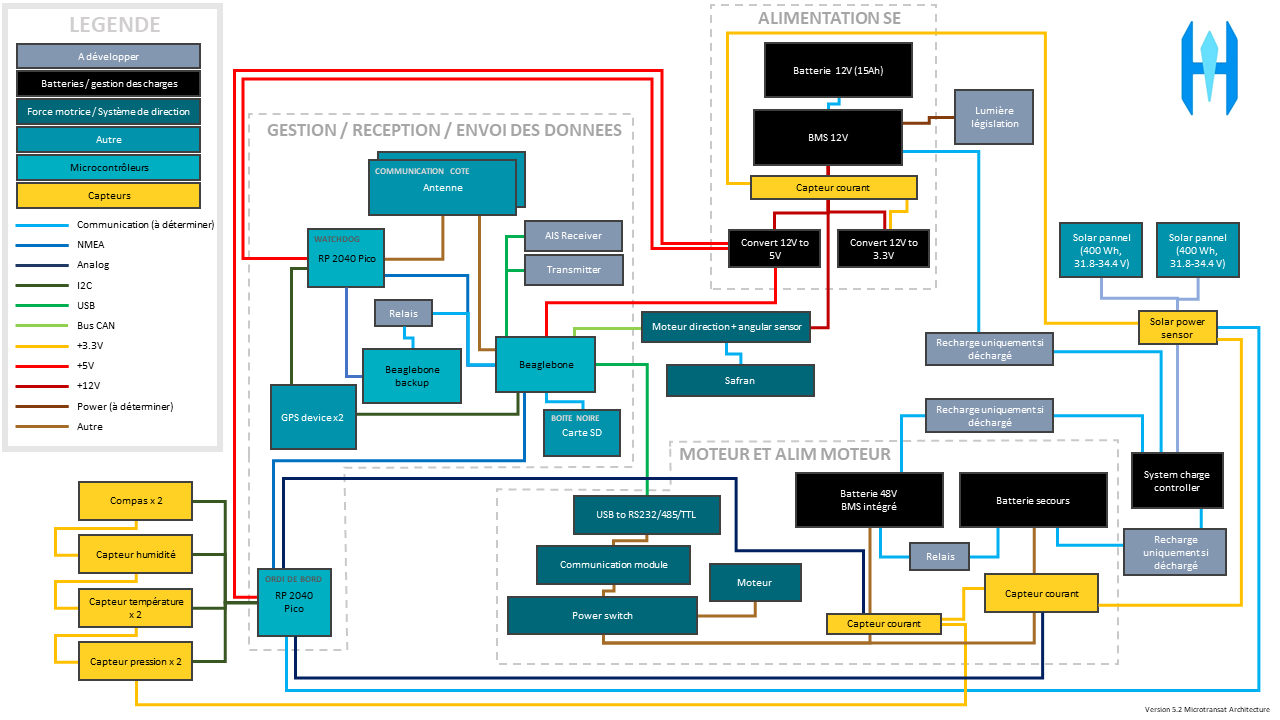 LEGENDE
A développer
Batteries / gestion des charges
Force motrice / Système de direction
Autre
Microcontrôleurs
Capteurs
Communication (à déterminer)
NMEA
Analog
I2C
USB
Bus CAN
+3.3V
+5V
+12V
Power (à déterminer)
Autre
GESTION / RECEPTION / ENVOI DES DONNEES
COMMUNICATION COTE
Antenne
WATCHDOG
RP 2040 Pico
AIS Receiver
Transmitter
Relais
Beaglebone
backup
Beaglebone
GPS device x2
BOITE NOIRE
Carte SD
ALIMENTATION SE
Batterie 12V (15Ah)
BMS 12V
Lumière
législation
Capteur courant
Convert 12V to
5V
Convert 12V to
3.3V
Moteur direction + angular sensor
Safran
Solar pannel
(400 Wh,
31.8-34.4 V)
Solar pannel
(400 Wh,
31.8-34.4 V)
Solar power
sensor
Recharge uniquement si
déchargé
Recharge uniquement si
déchargé
System charge
controller
Recharge
uniquement si
déchargé
MOTEUR ET ALIM MOTEUR
Batterie 48V
BMS intégré
Batterie secours
Relais
USB to RS232/485/TTL
Communication module
Moteur
Power switch
Capteur courant
Capteur courant
Compas x 2
Capteur humidité
Capteur température
x 2
Capteur pression x 2
ORDI DE BORD
RP 2040
Pico
Version 5.2 Microtransat Architecture